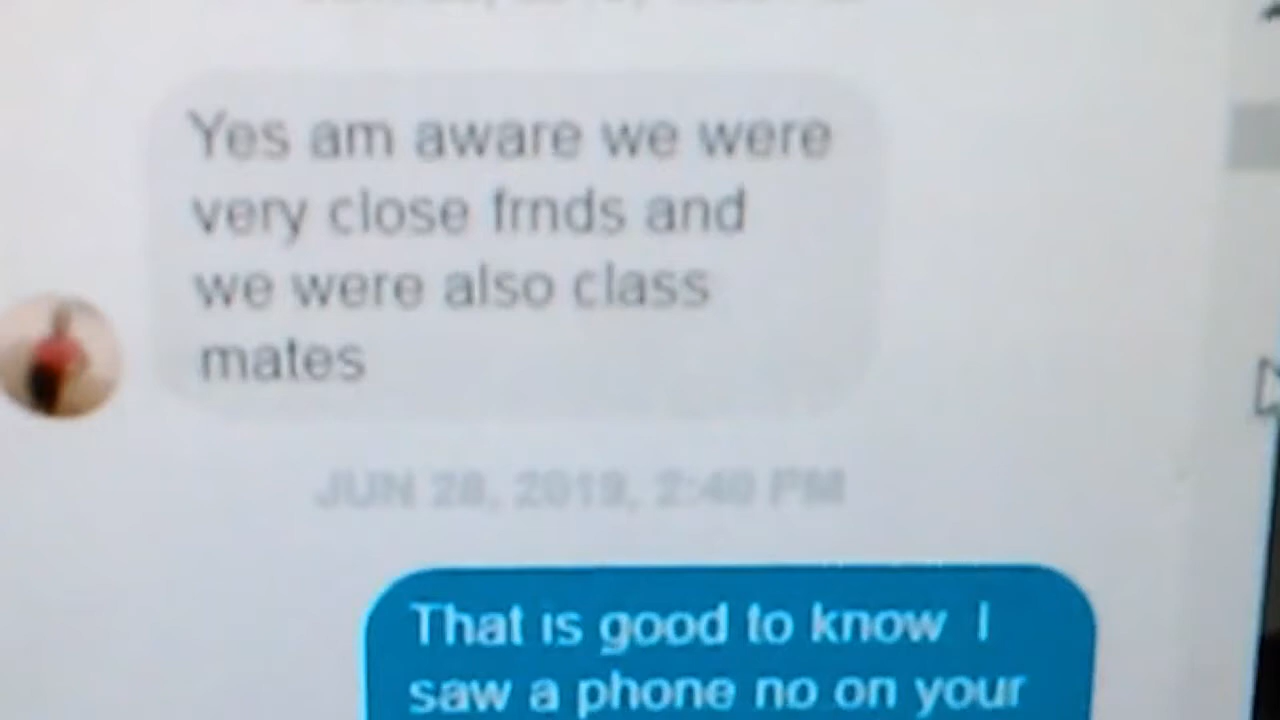 Yes am aware we were
very close frnds and
we were also class
mates
JUN 28, 2019, 2:40 PM
That is good to know I
saw a phone no on your